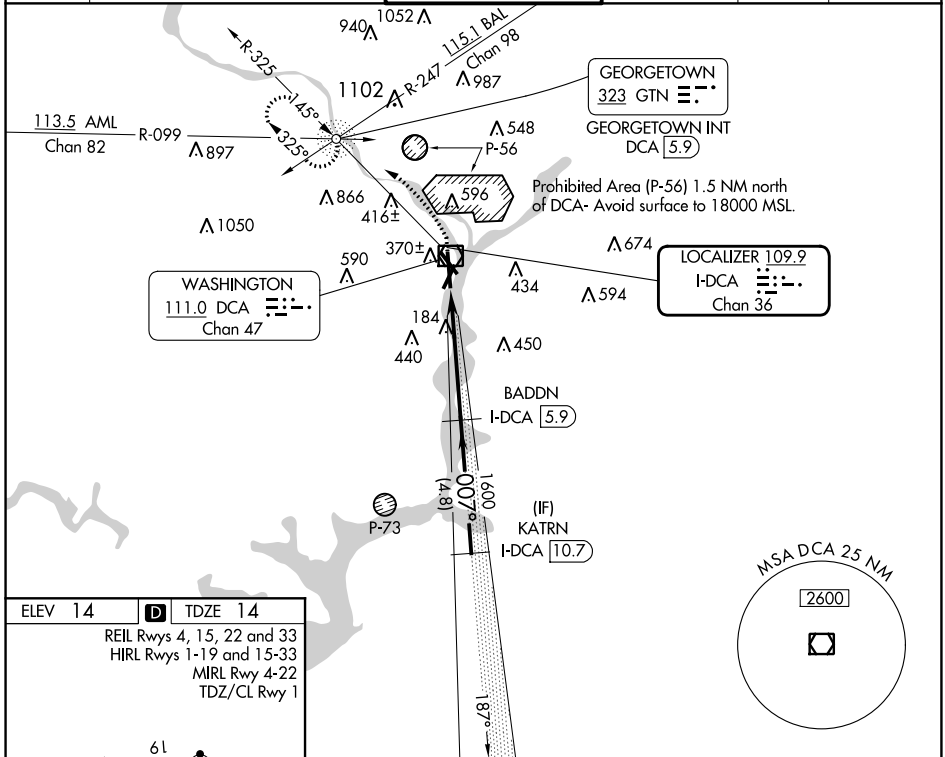 1052
940
115.1 BAL
R-247 Chan 98
R-325
1102
987
GEORGETOWN
323 GTN
GEORGETOWN INT
DCA 5.9
145°
325°
113.5 AML
R-099
Chan 82
897
548
P-56
Prohibited Area (P-56) 1.5 NM north
of DCA- Avoid surface to 18000 MSL.
866
416±
596
1050
370±
674
590
434
594
WASHINGTON
111.0 DCA
Chan 47
LOCALIZER 109.9
I-DCA
Chan 36
184
440
450
BADDN
I-DCA 5.9
1600
007°
(4.8)
(IF)
KATRN
I-DCA 10.7
P-73
187°
MSA DCA 25 NM
2600
ELEV 14
D
TDZE 14
REIL Rwys 4, 15, 22 and 33
HIRL Rwys 1-19 and 15-33
MIRL Rwy 4-22
TDZ/CL Rwy 1
19